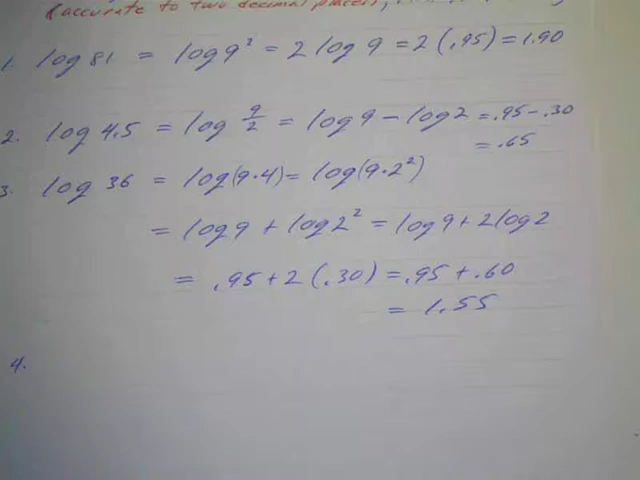 (accurate to two decimal places),
1. log 81 = log 9² = 2 log 9 = 2(.95) = 1.90
2. log 4.5 = log 9/2 = log 9 - log 2 = .95 - .30
= .65
3. log 36 = log(9·4) = log(9·2²)
= log 9 + log 2² = log 9 + 2 log 2
= .95 + 2(.30) = .95 + .60
= 1.55
4.